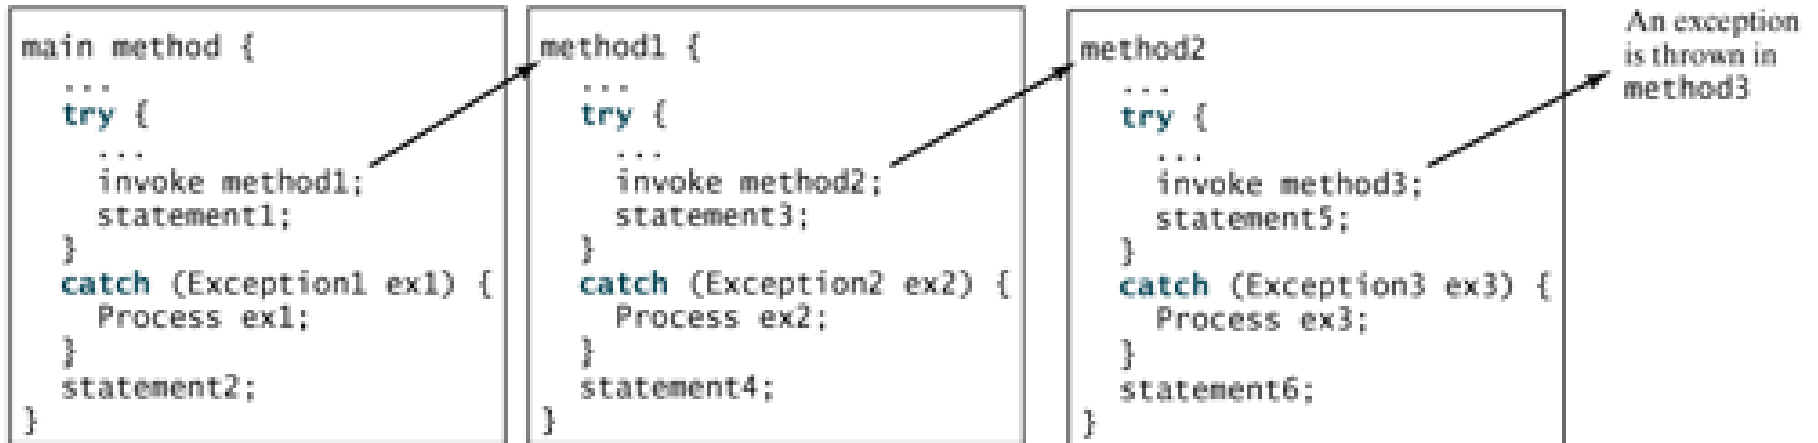 main method {
...
try {
...
invoke method1;
statement1;
}
catch (Exception1 ex1) {
Process ex1;
}
statement2;
}
method1 {
...
try {
...
invoke method2;
statement3;
}
catch (Exception2 ex2) {
Process ex2;
}
statement4;
}
method2
...
try {
...
invoke method3;
statement5;
}
catch (Exception3 ex3) {
Process ex3;
}
statement6;
}
An exception
is thrown in
method3